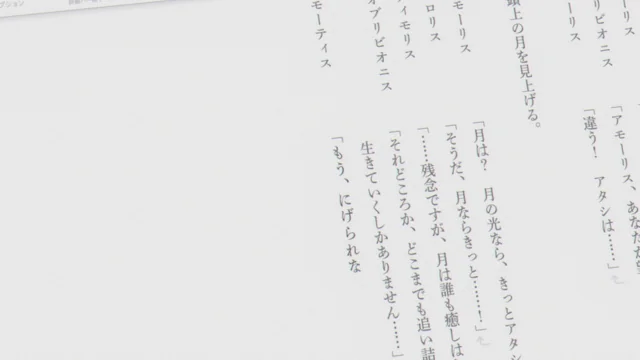 プション
ーリス
リビオニス
「アモーリス、あなたが
ーリス
「違う！　アタシは……」
頭上の月を見上げる。
モーリス
「月は？　月の光なら、きっとアタシ
ロリス
「そうだ、月ならきっと……！」
ィモリス
「……残念ですが、月は誰も癒しは
オブリビオニス
「それどころか、どこまでも追い詰
生きていくしかありません……」
モーティス
「もう、にげられな